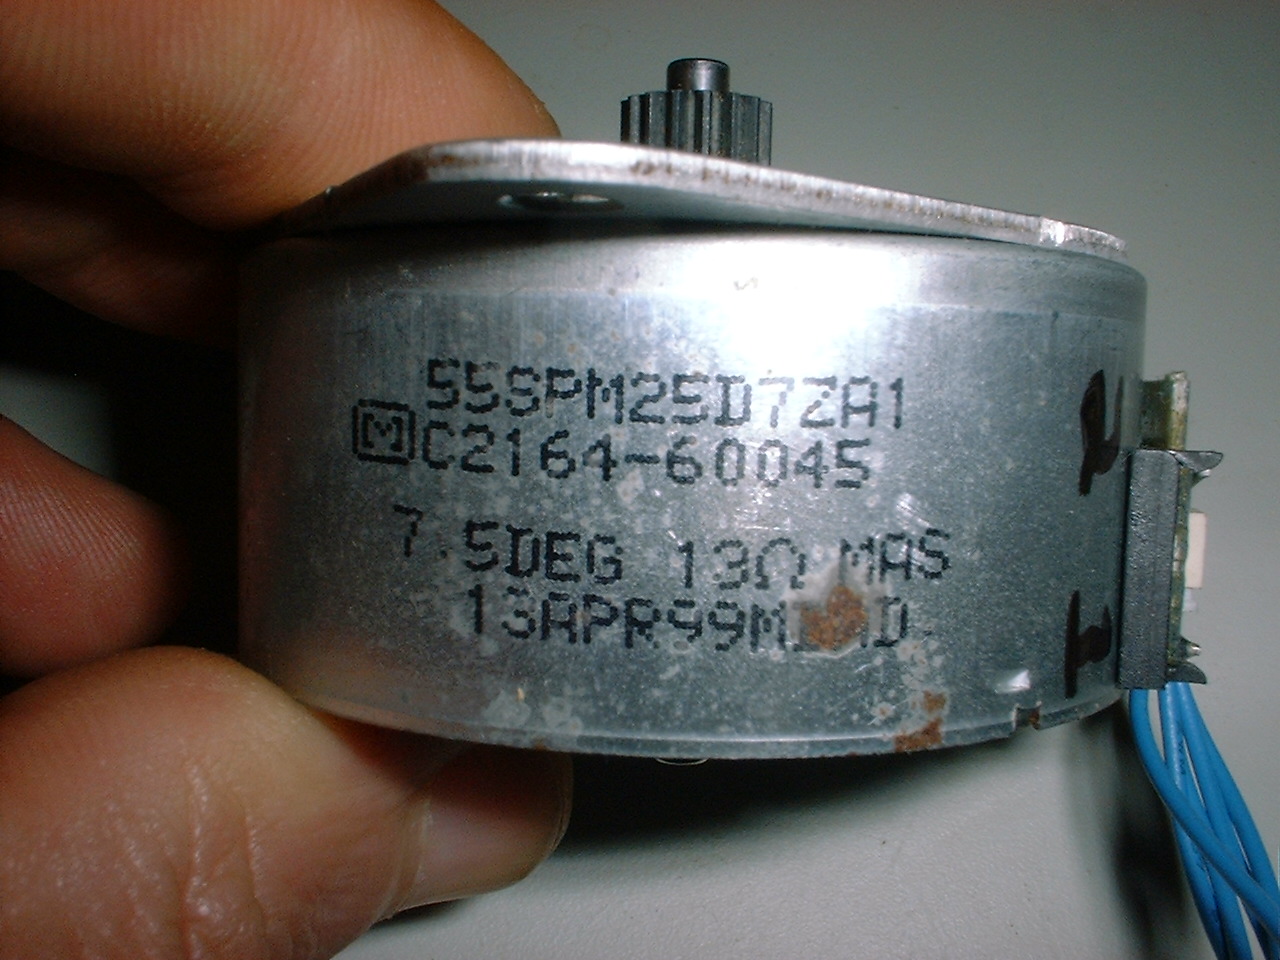 55SPM25D7ZA1
M C2164-60045
7.5DEG 13Ω MAS